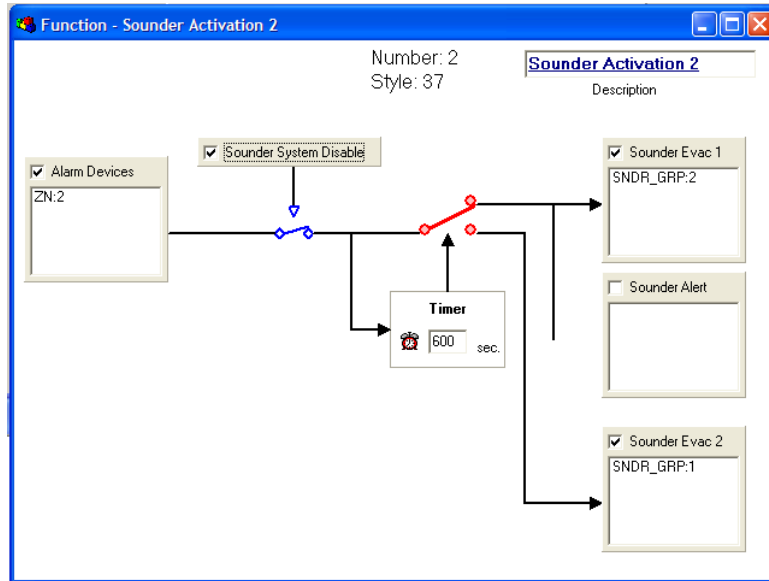 Function - Sounder Activation 2
Number: 2
Style: 37
Sounder Activation 2
Description
Sounder System Disable
Alarm Devices
ZN:2
Sounder Evac 1
SNDR_GRP:2
Sounder Alert
Timer
600 sec.
Sounder Evac 2
SNDR_GRP:1